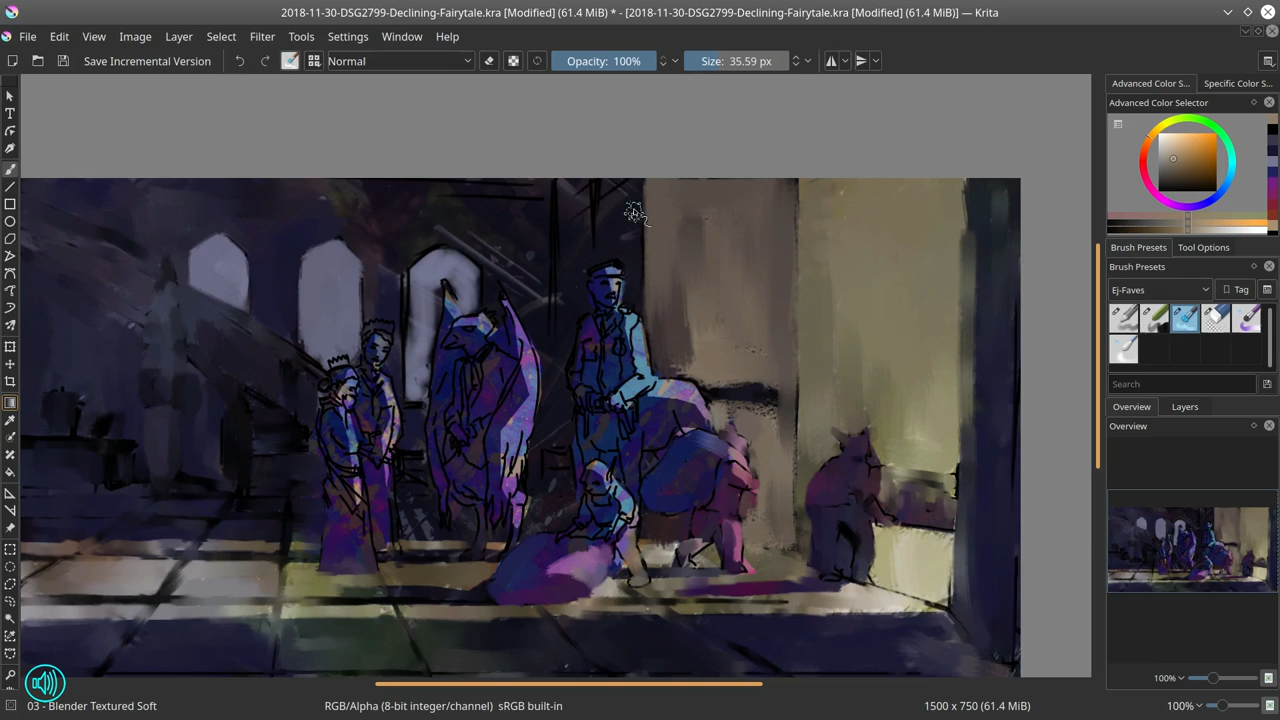 2018-11-30-DSG2799-Declining-Fairytale.kra [Modified] (61.4 MiB) * - [2018-11-30-DSG2799-Declining-Fairytale.kra [Modified] (61.4 MiB)] — Krita
File Edit View Image Layer Select Filter Tools Settings Window Help
Save Incremental Version Normal Opacity: 100% Size: 35.59 px
Advanced Color S... Specific Color S...
Advanced Color Selector
Brush Presets Tool Options
Brush Presets
Ej-Faves Tag
Search
Overview Layers
Overview
100%
03 - Blender Textured Soft RGB/Alpha (8-bit integer/channel) sRGB built-in 1500 x 750 (61.4 MiB) 100%